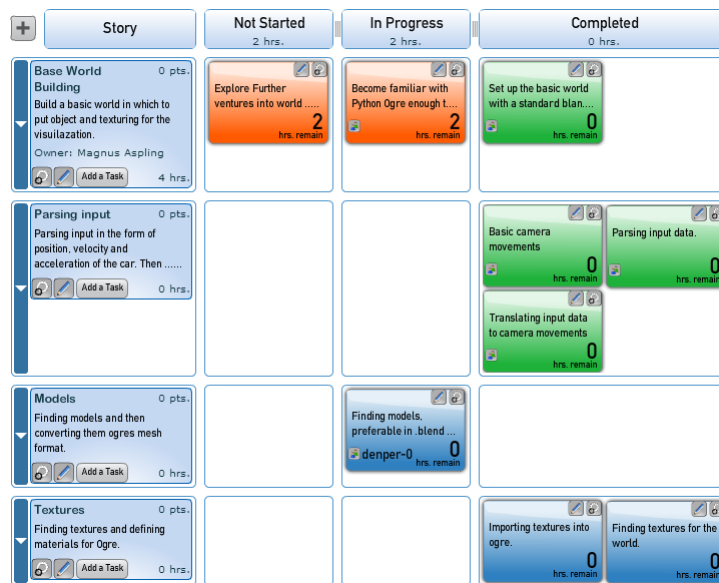 Story
Not Started
2 hrs.
In Progress
2 hrs.
Completed
0 hrs.
Base World
Building
0 pts.
Build a basic world in which to
put object and texturing for the
visuilazation.
Owner: Magnus Aspling
Add a Task
4 hrs.
Explore Further
ventures into world .....
2
hrs. remain
Become familiar with
Python Ogre enough t....
2
hrs. remain
Set up the basic world
with a standard blan....
0
hrs. remain
Parsing input
0 pts.
Parsing input in the form of
position, velocity and
acceleration of the car. Then ......
Add a Task
0 hrs.
Basic camera
movements
0
hrs. remain
Parsing input data.
0
hrs. remain
Translating input data
to camera movements
0
hrs. remain
Models
0 pts.
Finding models and then
converting them ogres mesh
format.
Add a Task
0 hrs.
Finding models,
preferable in .blend ...
denper-0
0
hrs. remain
Textures
0 pts.
Finding textures and defining
materials for Ogre.
Add a Task
0 hrs.
Importing textures into
ogre.
0
hrs. remain
Finding textures for the
world.
0
hrs. remain